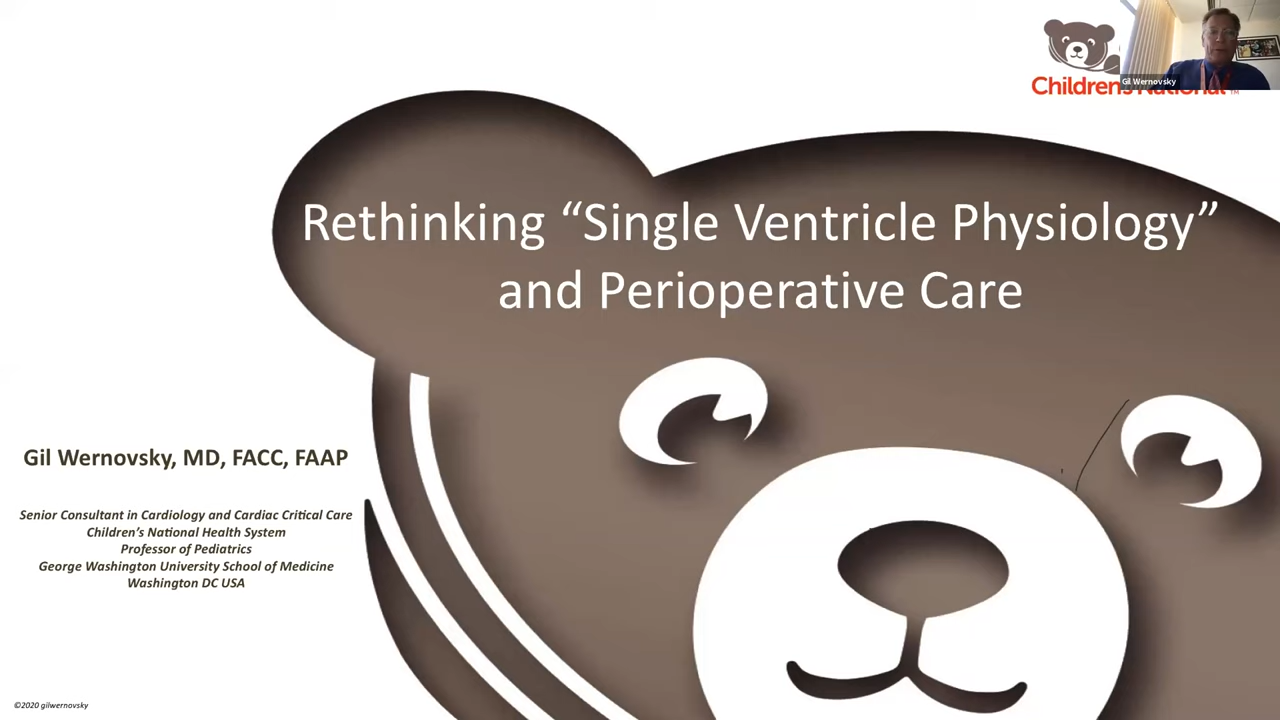 Gil Wernovsky
Children's National ™
Rethinking “Single Ventricle Physiology”
and Perioperative Care
Gil Wernovsky, MD, FACC, FAAP
Senior Consultant in Cardiology and Cardiac Critical Care
Children’s National Health System
Professor of Pediatrics
George Washington University School of Medicine
Washington DC USA
©2020 gilwernovsky